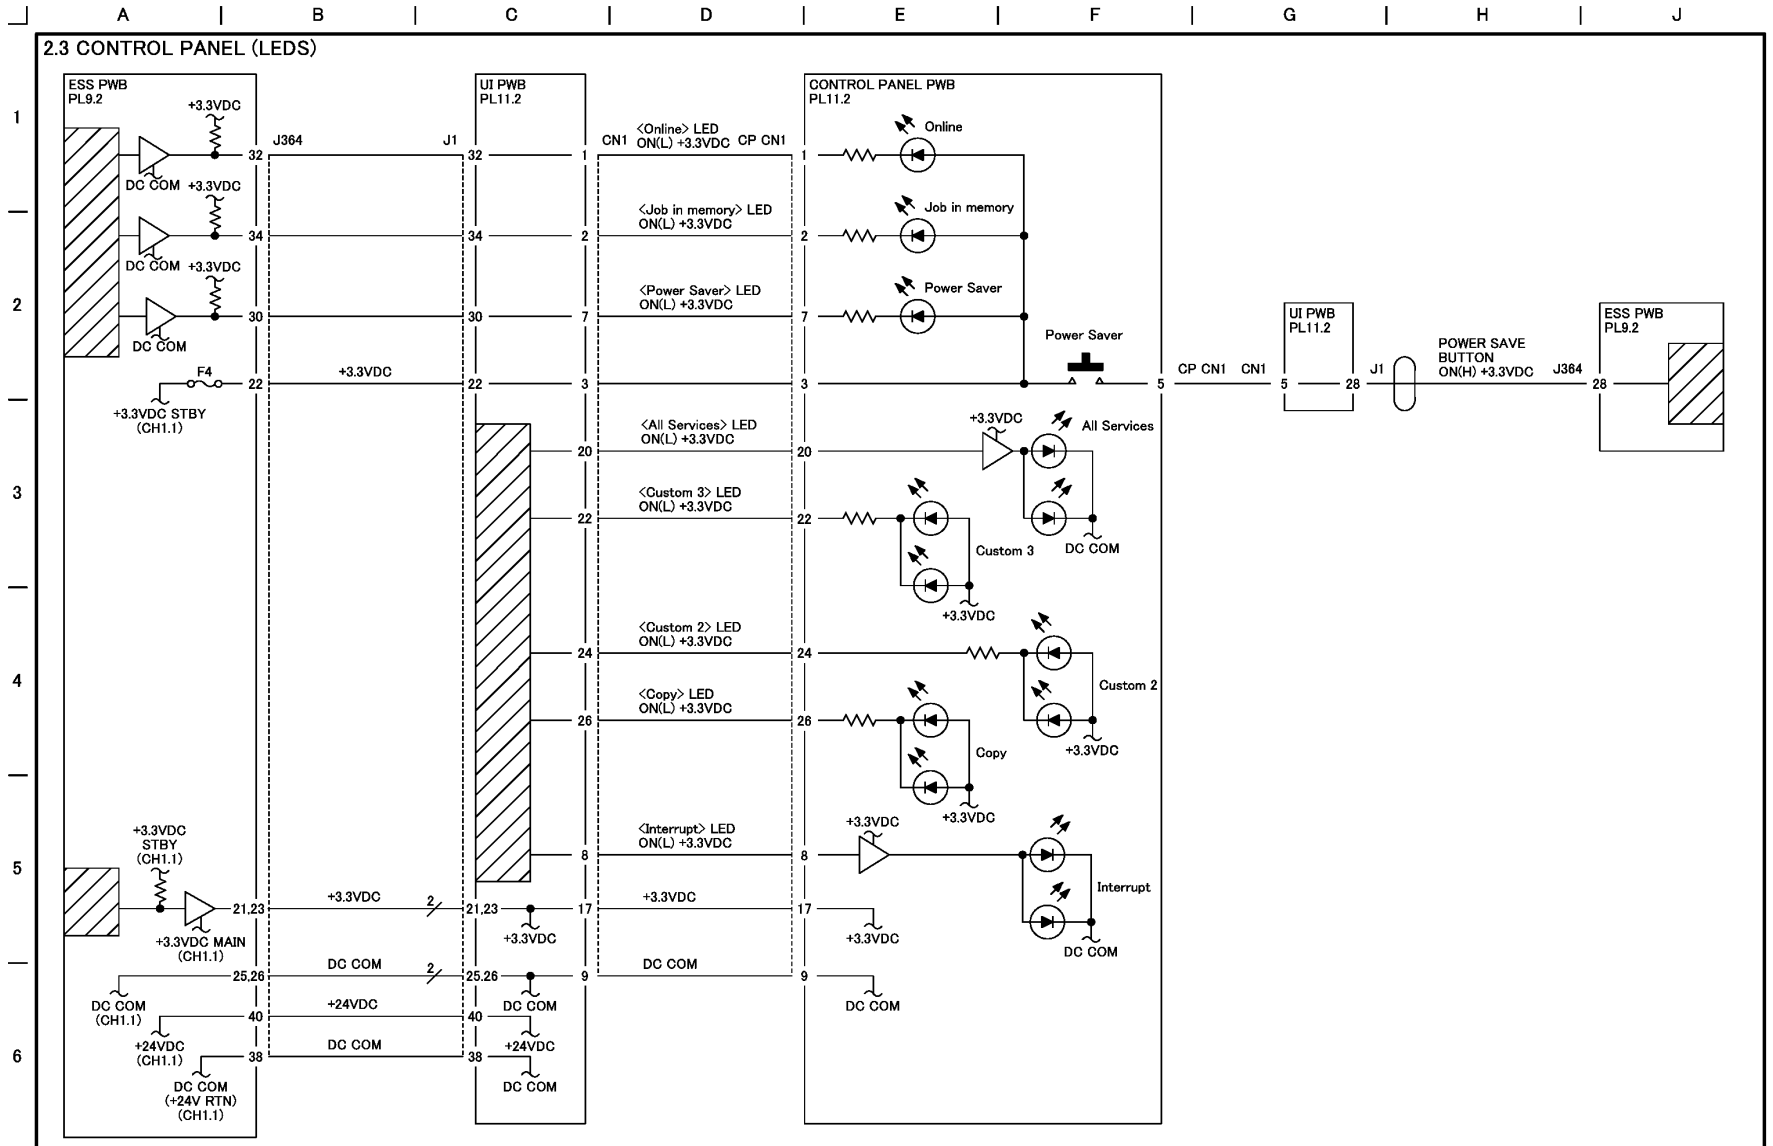 A B C D E F G H J
2.3 CONTROL PANEL (LEDS)
1
2
3
4
5
6
ESS PWB
PL9.2
+3.3VDC
DC COM
+3.3VDC
DC COM
+3.3VDC
DC COM
F4
+3.3VDC STBY
(CH1.1)
32
34
30
22
J364
J1
+3.3VDC
UI PWB
PL11.2
32
34
30
22
1
2
7
3
20
22
24
26
8
17
9
CN1
<Online> LED
ON(L) +3.3VDC
CP CN1
<Job in memory> LED
ON(L) +3.3VDC
<Power Saver> LED
ON(L) +3.3VDC
<All Services> LED
ON(L) +3.3VDC
<Custom 3> LED
ON(L) +3.3VDC
<Custom 2> LED
ON(L) +3.3VDC
<Copy> LED
ON(L) +3.3VDC
<Interrupt> LED
ON(L) +3.3VDC
+3.3VDC
DC COM
CONTROL PANEL PWB
PL11.2
1
2
7
3
20
22
24
26
8
17
9
Online
Job in memory
Power Saver
Power Saver
5
+3.3VDC
All Services
DC COM
Custom 3
+3.3VDC
Custom 2
+3.3VDC
Copy
+3.3VDC
+3.3VDC
Interrupt
DC COM
+3.3VDC
DC COM
CP CN1
CN1
UI PWB
PL11.2
5
28
J1
POWER SAVE
BUTTON
ON(H) +3.3VDC
J364
ESS PWB
PL9.2
28
+3.3VDC
STBY
(CH1.1)
+3.3VDC MAIN
(CH1.1)
21,23
+3.3VDC
2
21,23
+3.3VDC
DC COM
(CH1.1)
25,26
DC COM
2
25,26
DC COM
+24VDC
(CH1.1)
40
+24VDC
40
+24VDC
DC COM
(+24V RTN)
(CH1.1)
38
DC COM
38
DC COM